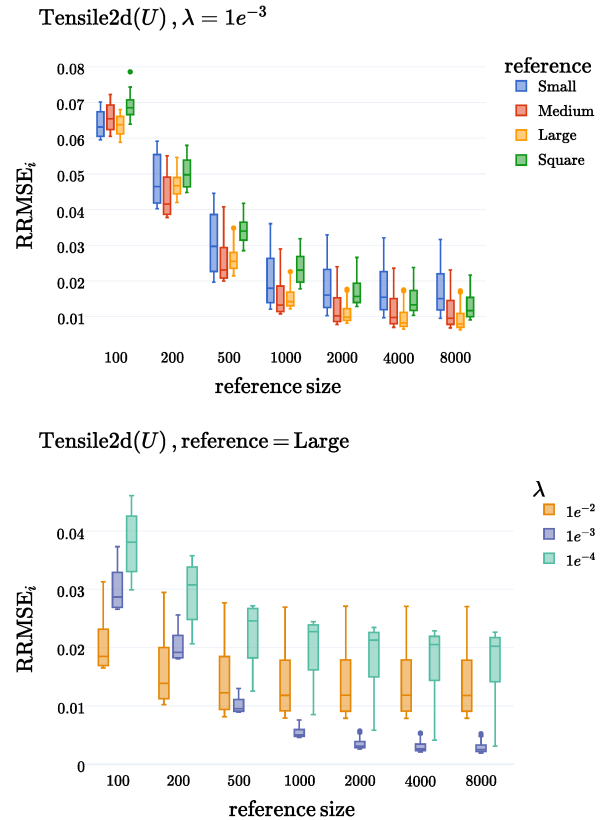 Tensile2d(U) , λ = 1e⁻³
0.08
0.07
0.06
0.05
0.04
0.03
0.02
0.01
RRMSEᵢ
100 200 500 1000 2000 4000 8000
reference size
reference
Small
Medium
Large
Square
Tensile2d(U) , reference = Large
0.04
0.03
0.02
0.01
0
RRMSEᵢ
100 200 500 1000 2000 4000 8000
reference size
λ
1e⁻²
1e⁻³
1e⁻⁴